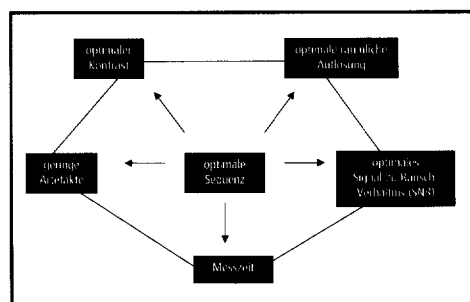 optimaler
Kontrast
optimale räumliche
Auflösung
geringe
Artefakte
optimale
Sequenz
optimales
Signal zu Rausch
Verhältnis (SNR)
Messzeit